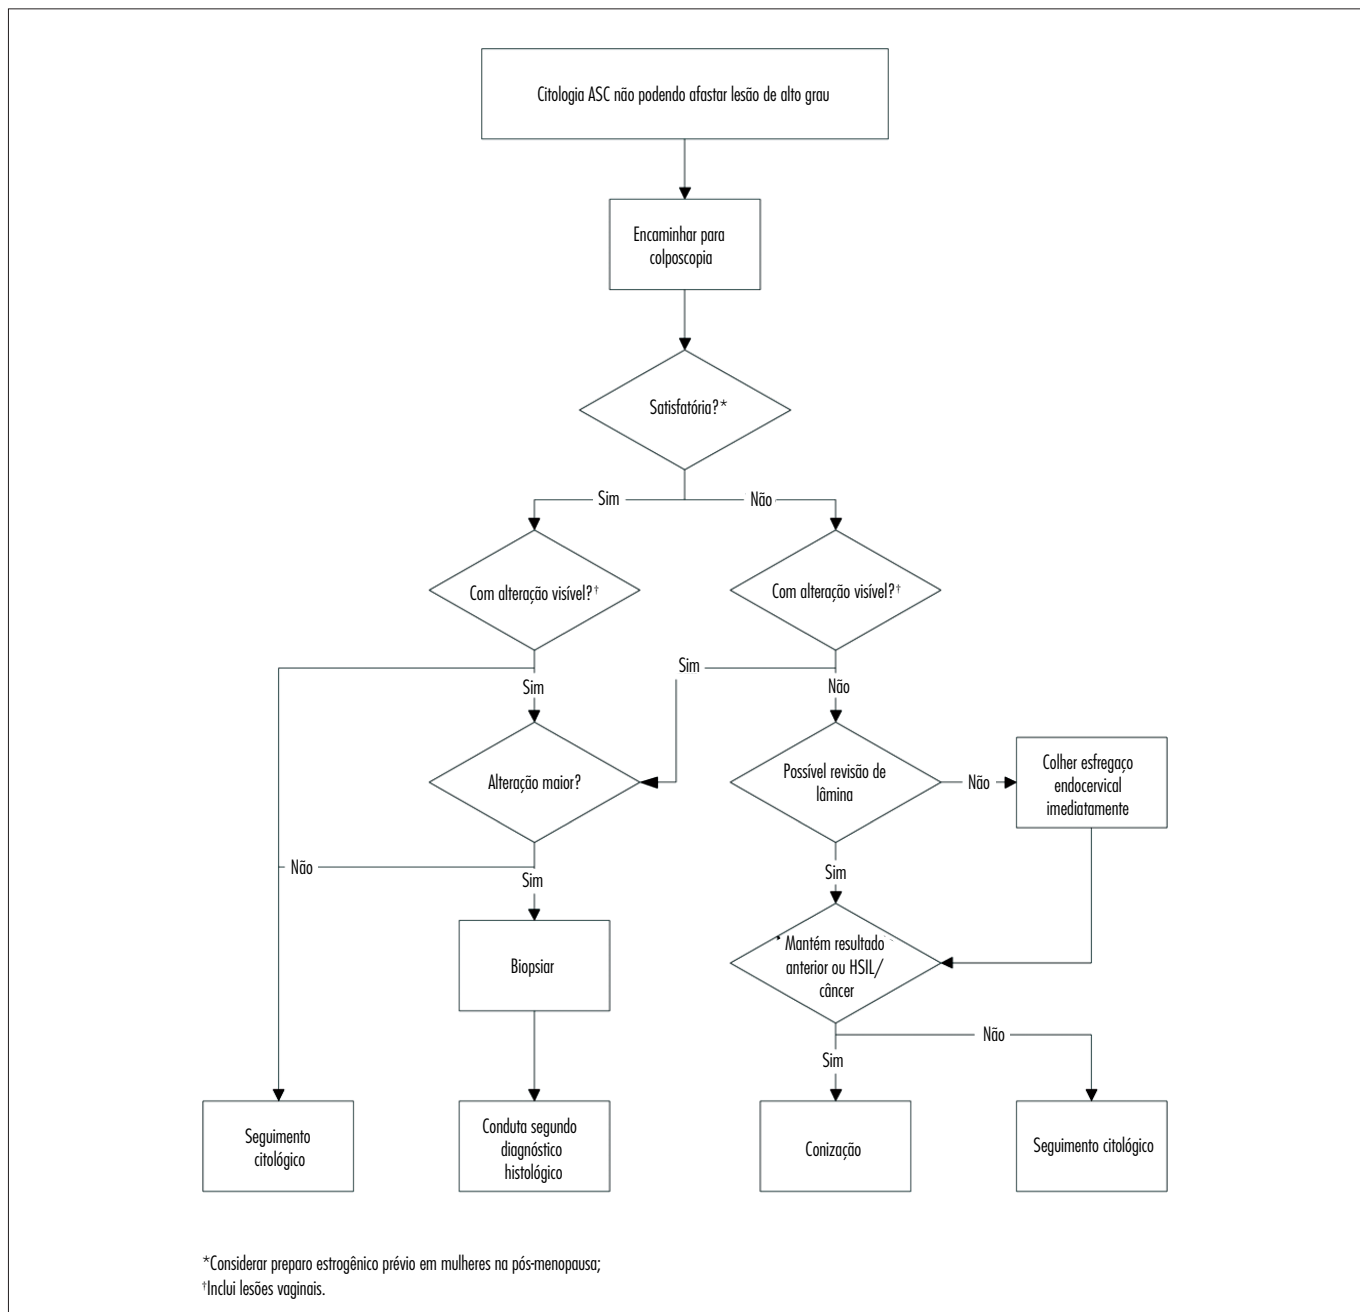 Citologia ASC não podendo afastar lesão de alto grau
Encaminhar para
colposcopia
Satisfatória?*
Sim
Não
Com alteração visível?†
Com alteração visível?†
Sim
Sim
Não
Alteração maior?
Possível revisão de
lâmina
Não
Colher esfregaço
endocervical
imediatamente
Não
Sim
Sim
Biopsiar
Mantém resultado
anterior ou HSIL/
câncer
Sim
Não
Seguimento
citológico
Conduta segundo
diagnóstico
histológico
Conização
Seguimento citológico
*Considerar preparo estrogênico prévio em mulheres na pós-menopausa;
†Inclui lesões vaginais.